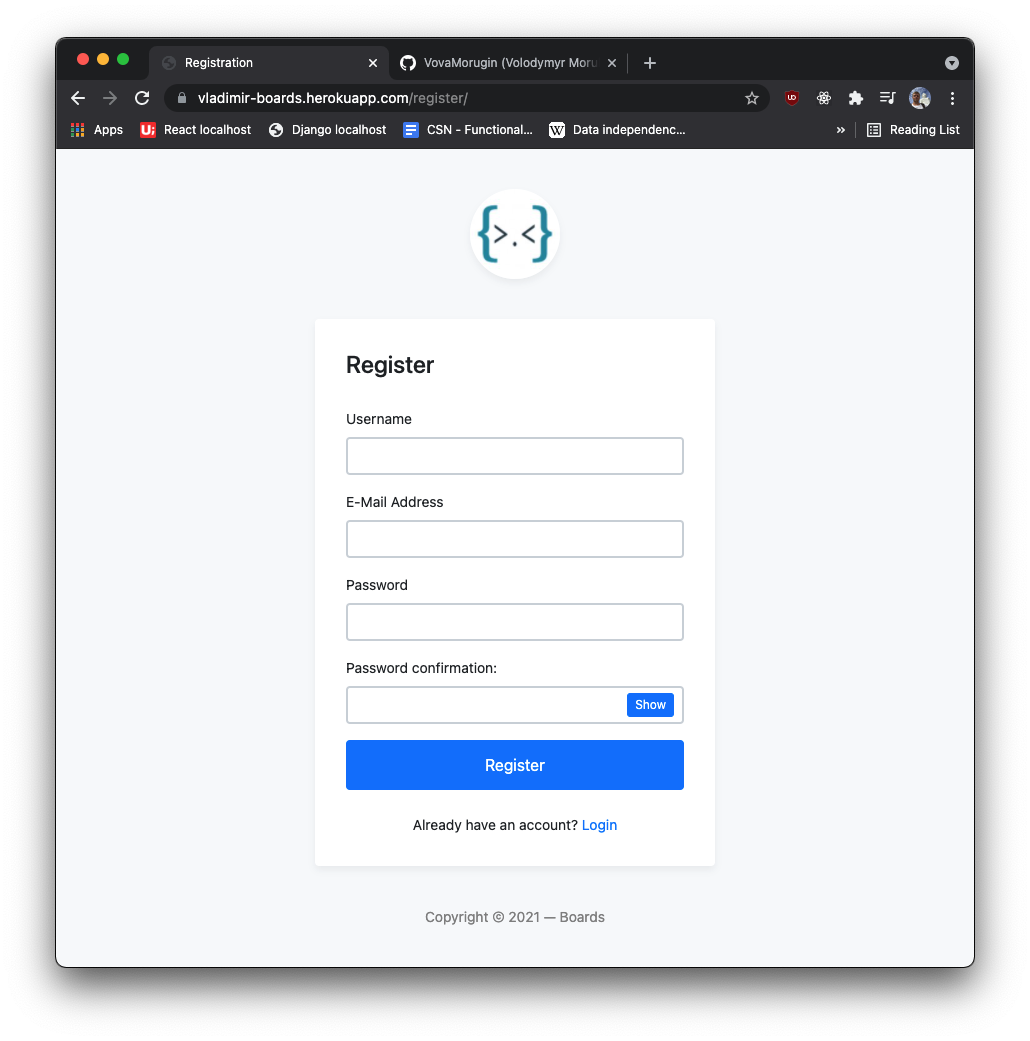 Registration
VovaMorugin (Volodymyr Moru
vladimir-boards.herokuapp.com/register/
Apps
React localhost
Django localhost
CSN - Functional...
Data independenc...
»
Reading List
{>.<}
Register
Username
E-Mail Address
Password
Password confirmation:
Show
Register
Already have an account? Login
Copyright © 2021 — Boards